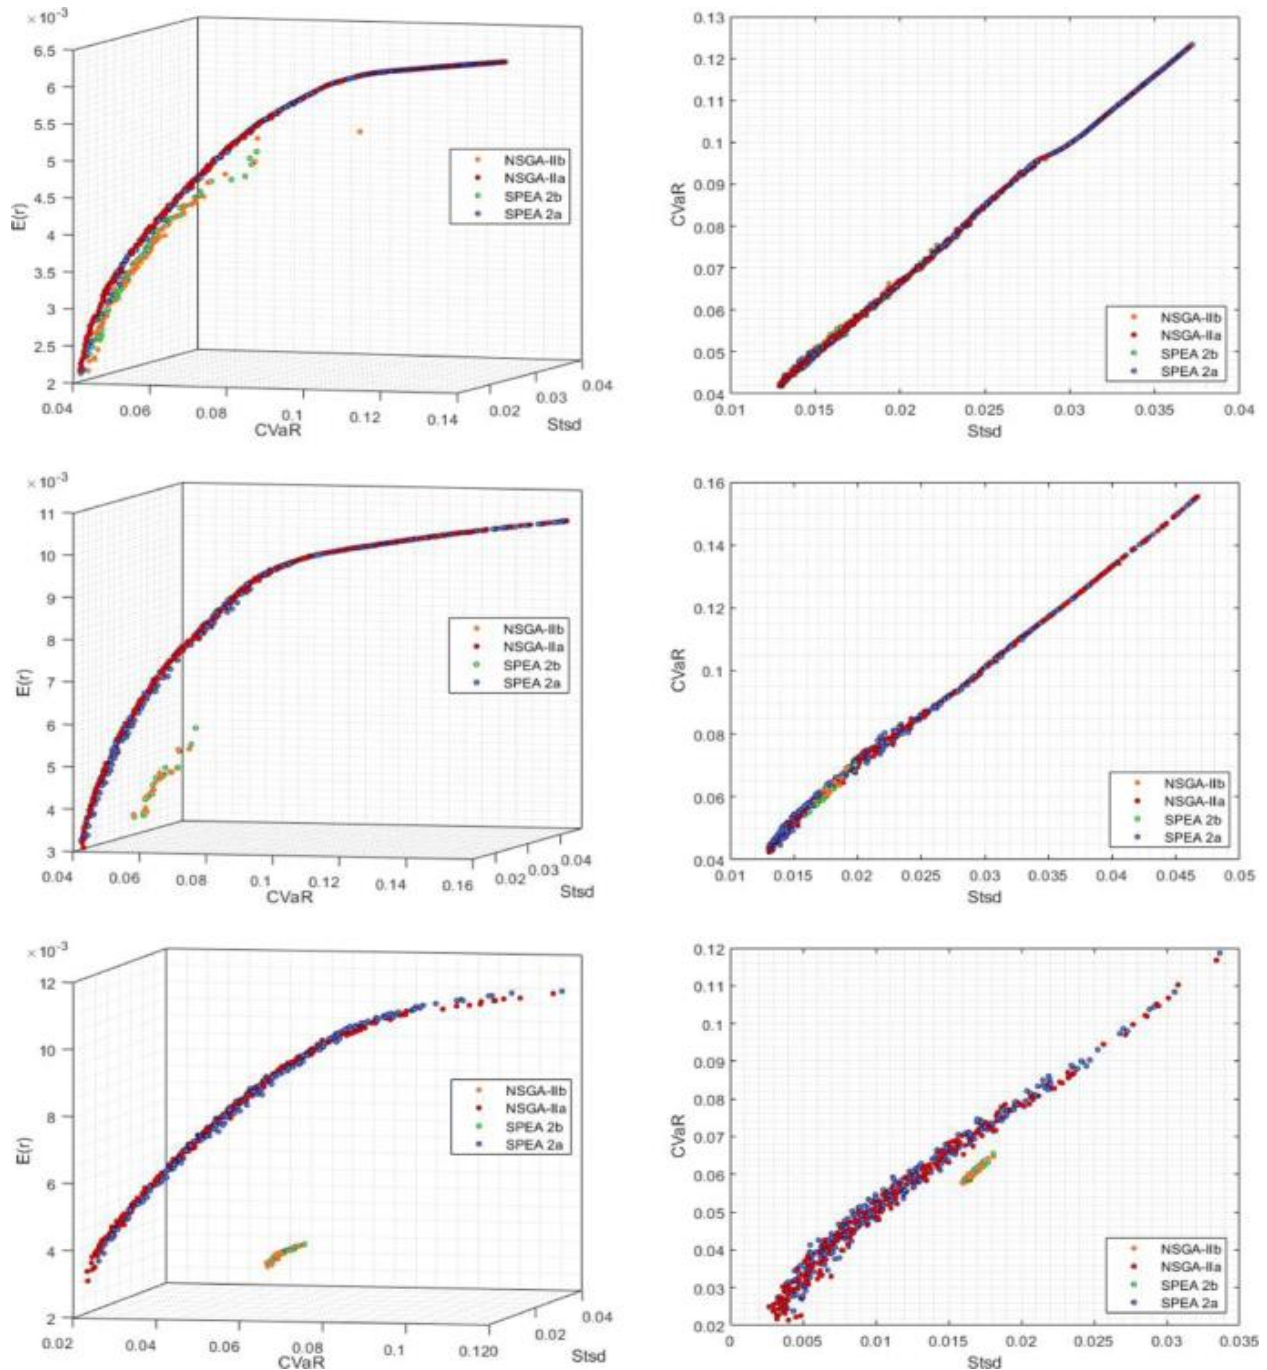 × 10⁻³
6.5
6
5.5
5
4.5
4
3.5
3
2.5
2
E(r)
NSGA-IIb
NSGA-IIa
SPEA 2b
SPEA 2a
0.04
0.06
0.08
0.1
0.12
0.14
CVaR
0.02
0.03
0.04
Stsd
0.13
0.12
0.11
0.1
0.09
0.08
0.07
0.06
0.05
0.04
CVaR
NSGA-IIb
NSGA-IIa
SPEA 2b
SPEA 2a
0.01
0.015
0.02
0.025
0.03
0.035
0.04
Stsd
× 10⁻³
11
10
9
8
7
6
5
4
3
E(r)
NSGA-IIb
NSGA-IIa
SPEA 2b
SPEA 2a
0.04
0.06
0.08
0.1
0.12
0.14
0.16
CVaR
0.02
0.03
0.04
Stsd
0.16
0.14
0.12
0.1
0.08
0.06
0.04
CVaR
NSGA-IIb
NSGA-IIa
SPEA 2b
SPEA 2a
0.01
0.015
0.02
0.025
0.03
0.035
0.04
0.045
0.05
Stsd
× 10⁻³
12
10
8
6
4
2
E(r)
NSGA-IIb
NSGA-IIa
SPEA 2b
SPEA 2a
0.02
0.04
0.06
0.08
0.1
0.120
CVaR
0.02
0.04
Stsd
0.12
0.11
0.1
0.09
0.08
0.07
0.06
0.05
0.04
0.03
0.02
CVaR
NSGA-IIb
NSGA-IIa
SPEA 2b
SPEA 2a
0
0.005
0.01
0.015
0.02
0.025
0.03
0.035
Stsd